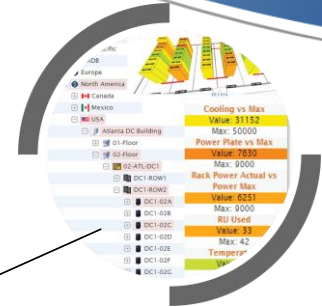 Europe
North America
Canada
Mexico
USA
Atlanta DC Building
01-Floor
02-Floor
02-ATL-DC1
DC1-ROW1
DC1-ROW2
DC1-02A
DC1-02B
DC1-02C
DC1-02D
DC1-02E
DC1-02F
DC1-02G
Cooling vs Max
Value: 31152
Max: 50000
Power Plate vs Max
Value: 7630
Max: 9000
Rack Power Actual vs
Power Max
Value: 6251
Max: 9000
RU Used
Value: 33
Max: 42